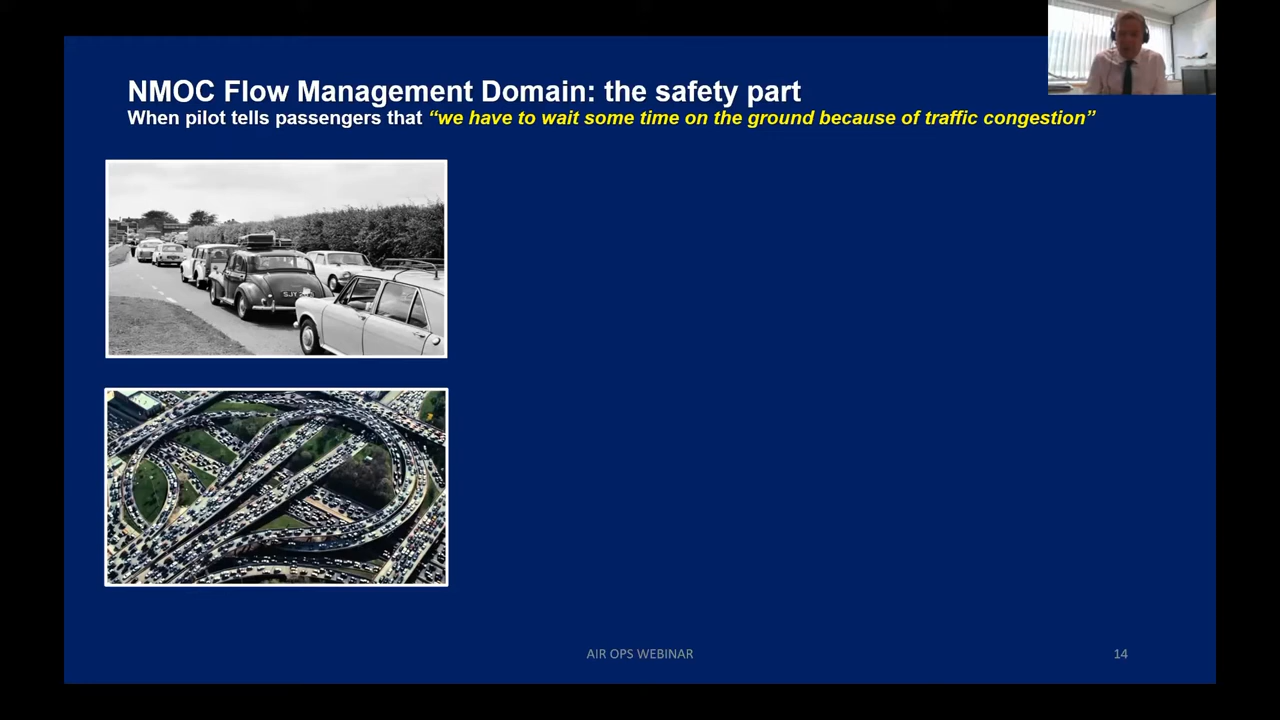 NMOC Flow Management Domain: the safety part
When pilot tells passengers that “we have to wait some time on the ground because of traffic congestion”
AIR OPS WEBINAR
14